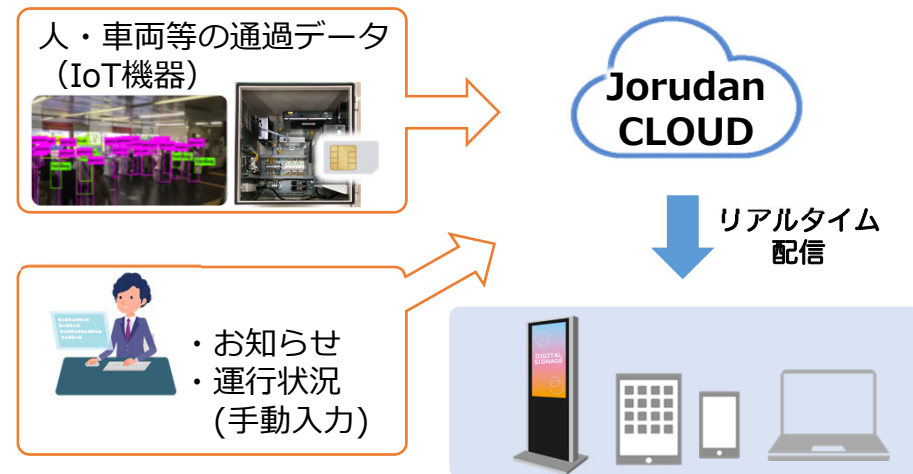 人・車両等の通過データ
（IoT機器）
Jorudan
CLOUD
リアルタイム
配信
・お知らせ
・運行状況
(手動入力)
DIGITAL
SIGNAGE